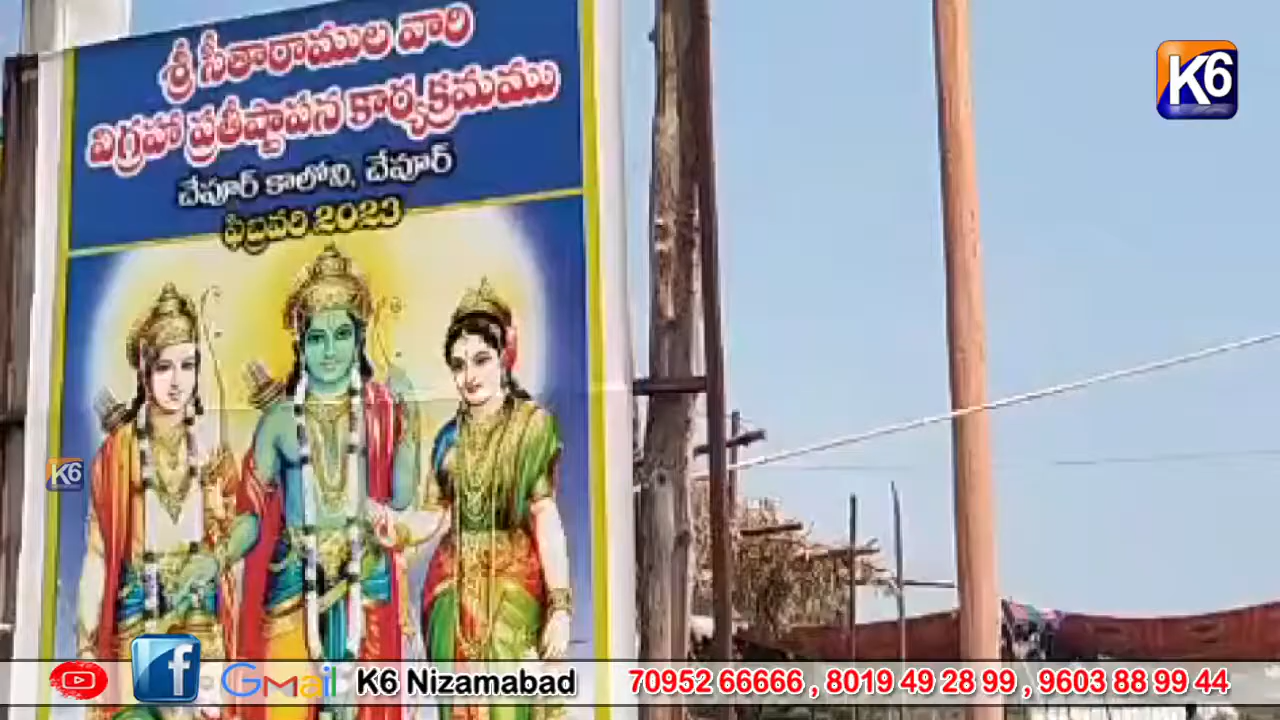 శ్రీ సీతారాముల వారి
విగ్రహా ప్రతీష్ఠాపన కార్యక్రమము
చేపూర్ కాలోని, చేపూర్
ఫిబ్రవరి 2023
K6
K6
f Gmail K6 Nizamabad 70952 66666 , 8019 49 28 99 , 9603 88 99 44